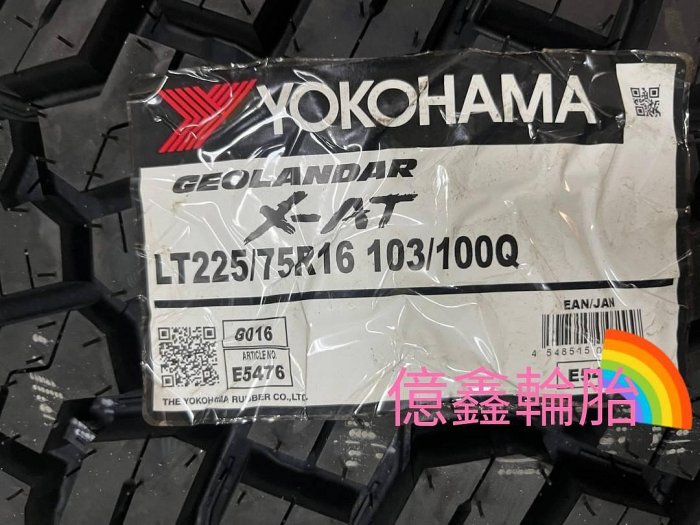 YOKOHAMA
GEOLANDAR
X-AT
LT225/75R16 103/100Q
G016
ARTICLE NO.
E5476
THE YOKOHAMA RUBBER CO.,LTD.
EAN/JAN
億鑫輪胎